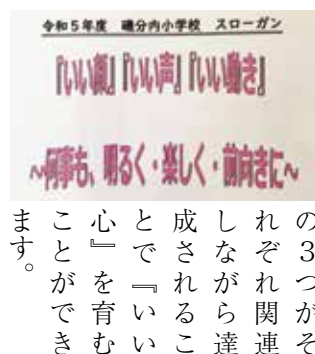 令和５年度 磯分内小学校 スローガン
『いい顔』『いい声』『いい動き』
～何事も、明るく・楽しく・前向きに～
の３つがそ
れぞれ関連
しながら達
成されるこ
とで『いい
心』を育む
ことができ
ます。